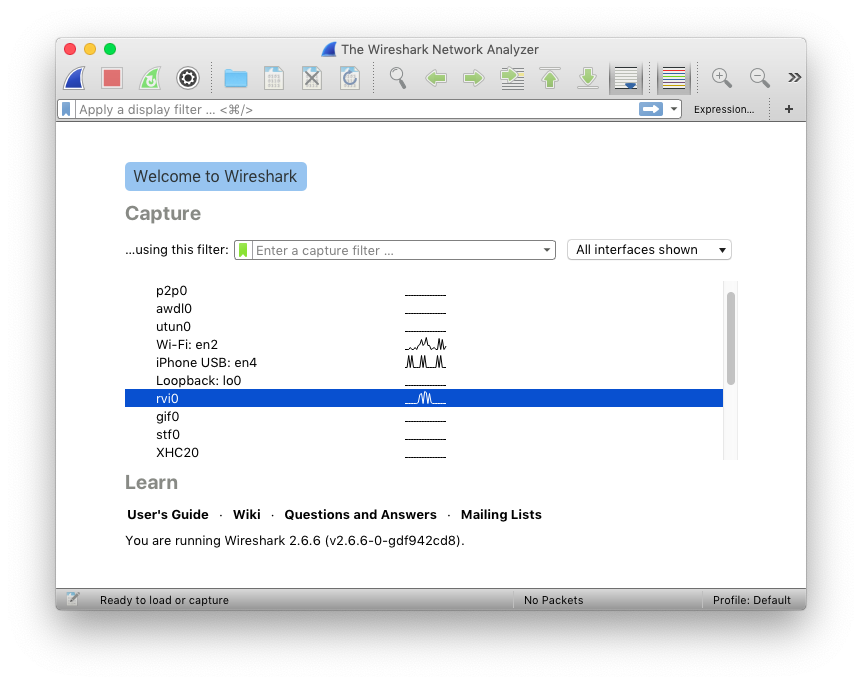 The Wireshark Network Analyzer
Apply a display filter ... <⌘/>
Expression...
+
Welcome to Wireshark
Capture
...using this filter:
Enter a capture filter ...
All interfaces shown
p2p0
awdl0
utun0
Wi-Fi: en2
iPhone USB: en4
Loopback: lo0
rvi0
gif0
stf0
XHC20
Learn
User's Guide · Wiki · Questions and Answers · Mailing Lists
You are running Wireshark 2.6.6 (v2.6.6-0-gdf942cd8).
Ready to load or capture
No Packets
Profile: Default